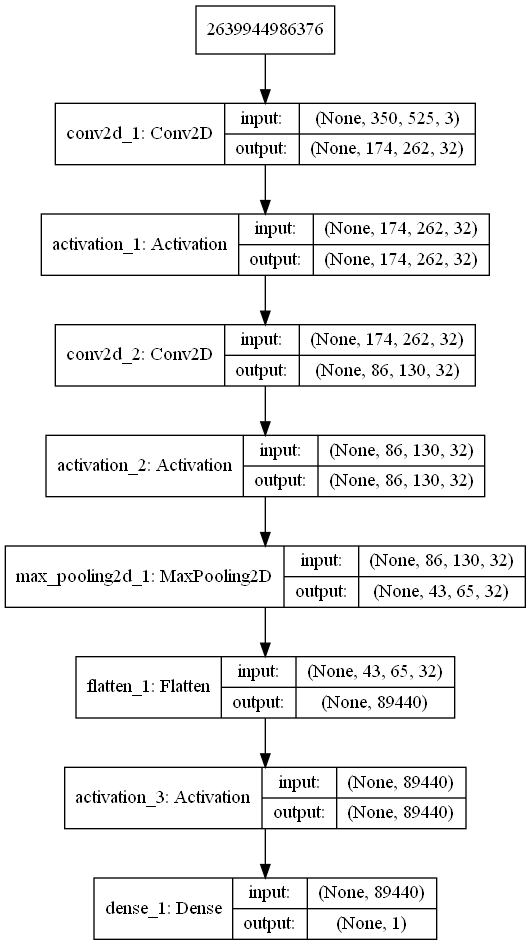 2639944986376
conv2d_1: Conv2D
input: (None, 350, 525, 3)
output: (None, 174, 262, 32)
activation_1: Activation
input: (None, 174, 262, 32)
output: (None, 174, 262, 32)
conv2d_2: Conv2D
input: (None, 174, 262, 32)
output: (None, 86, 130, 32)
activation_2: Activation
input: (None, 86, 130, 32)
output: (None, 86, 130, 32)
max_pooling2d_1: MaxPooling2D
input: (None, 86, 130, 32)
output: (None, 43, 65, 32)
flatten_1: Flatten
input: (None, 43, 65, 32)
output: (None, 89440)
activation_3: Activation
input: (None, 89440)
output: (None, 89440)
dense_1: Dense
input: (None, 89440)
output: (None, 1)